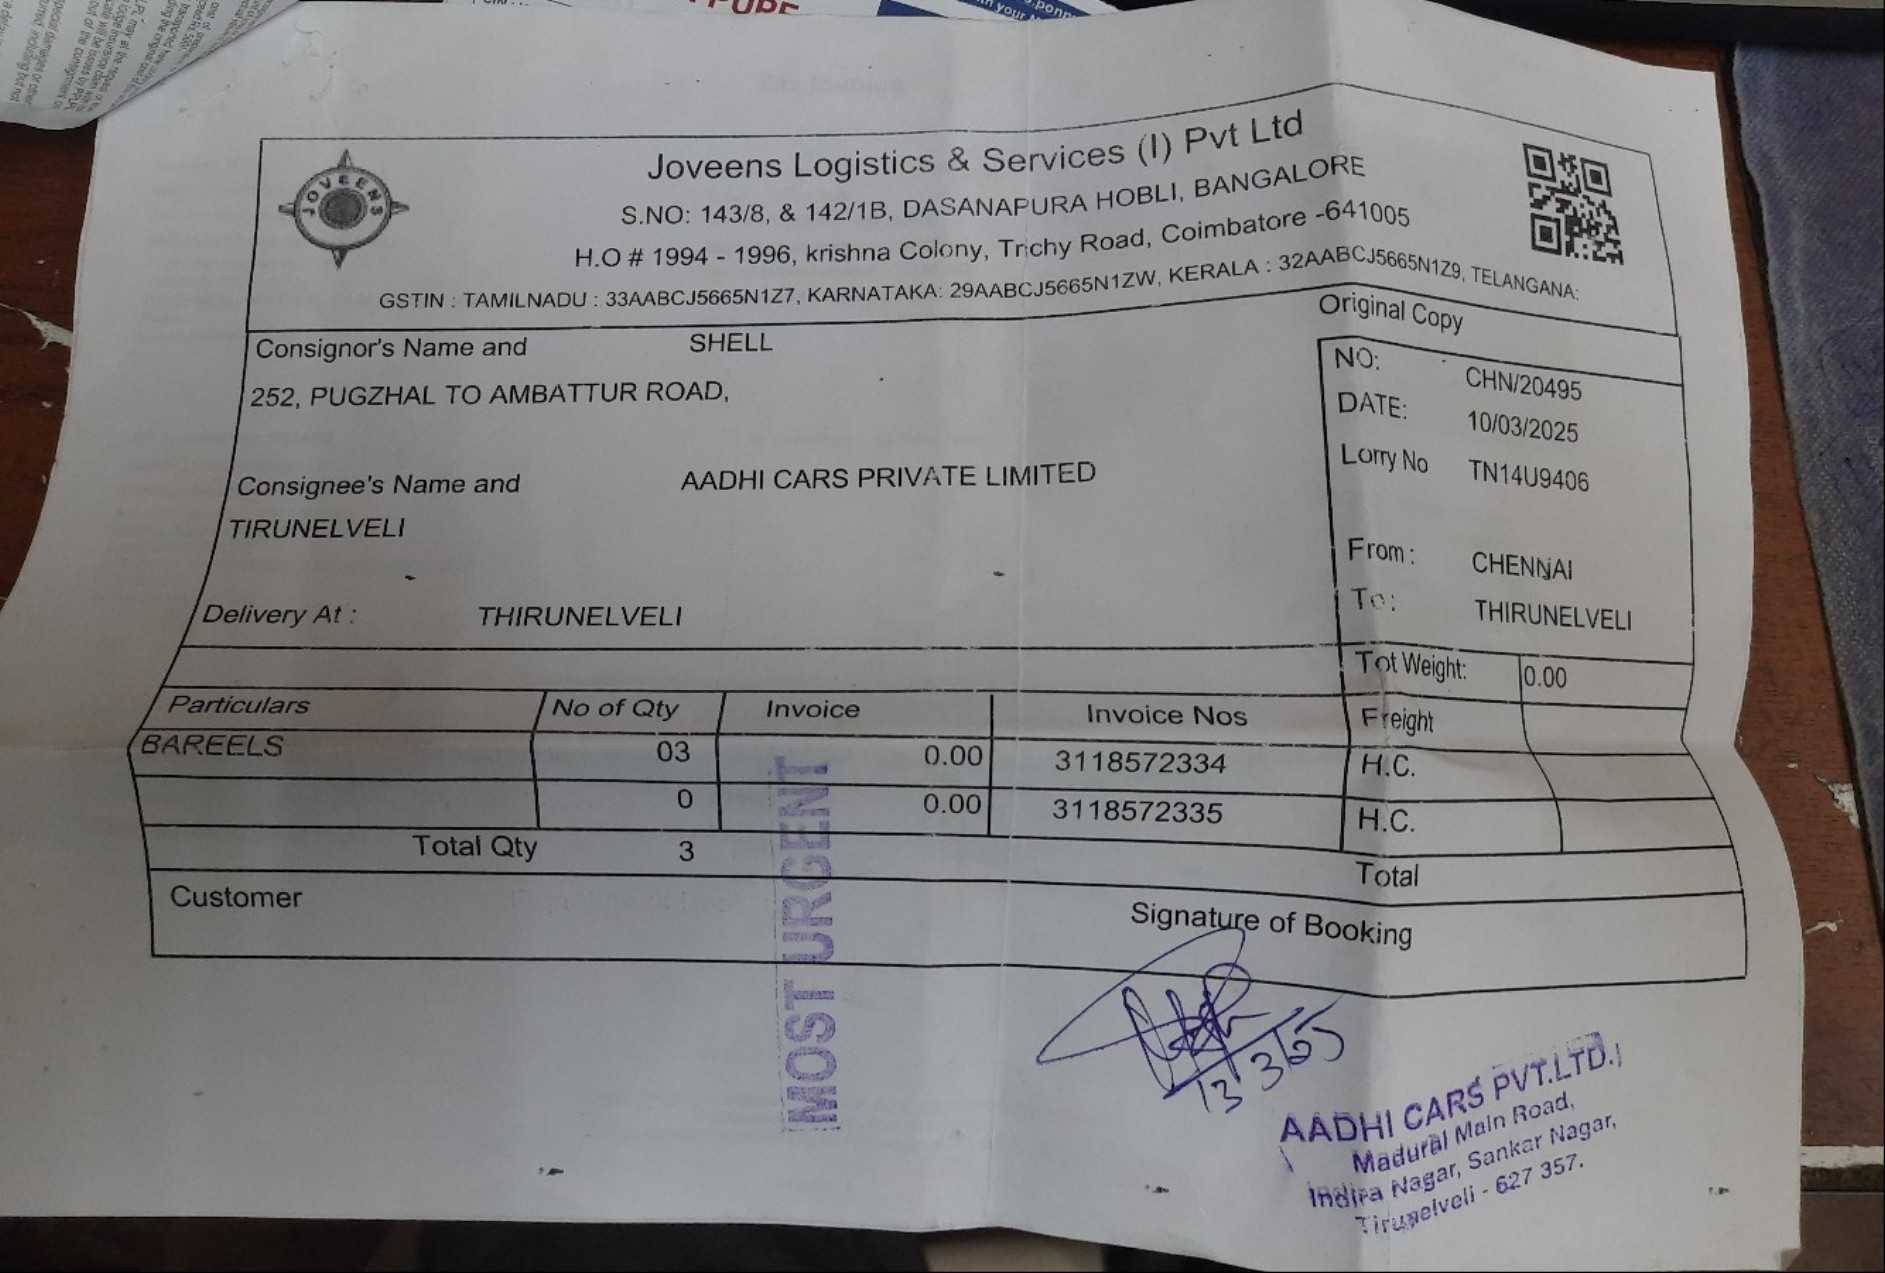 JOVEENS
Joveens Logistics & Services (I) Pvt Ltd
S.NO: 143/8, & 142/1B, DASANAPURA HOBLI, BANGALORE
H.O # 1994 - 1996, krishna Colony, Trichy Road, Coimbatore -641005
GSTIN : TAMILNADU : 33AABCJ5665N1Z7, KARNATAKA: 29AABCJ5665N1ZW, KERALA : 32AABCJ5665N1Z9, TELANGANA:
Original Copy
Consignor's Name and SHELL
252, PUGZHAL TO AMBATTUR ROAD,
NO: CHN/20495
DATE: 10/03/2025
Lorry No TN14U9406
Consignee's Name and AADHI CARS PRIVATE LIMITED
TIRUNELVELI
From : CHENNAI
To : THIRUNELVELI
Delivery At : THIRUNELVELI
Tot Weight: 0.00
Particulars No of Qty Invoice Invoice Nos Freight
BAREELS 03 0.00 3118572334 H.C.
0 0.00 3118572335 H.C.
Total Qty 3
Total
Customer
Signature of Booking
MOST URGENT
AADHI CARS PVT.LTD.,
Madurai Main Road,
Indira Nagar, Sankar Nagar,
Tirunelveli - 627 357.